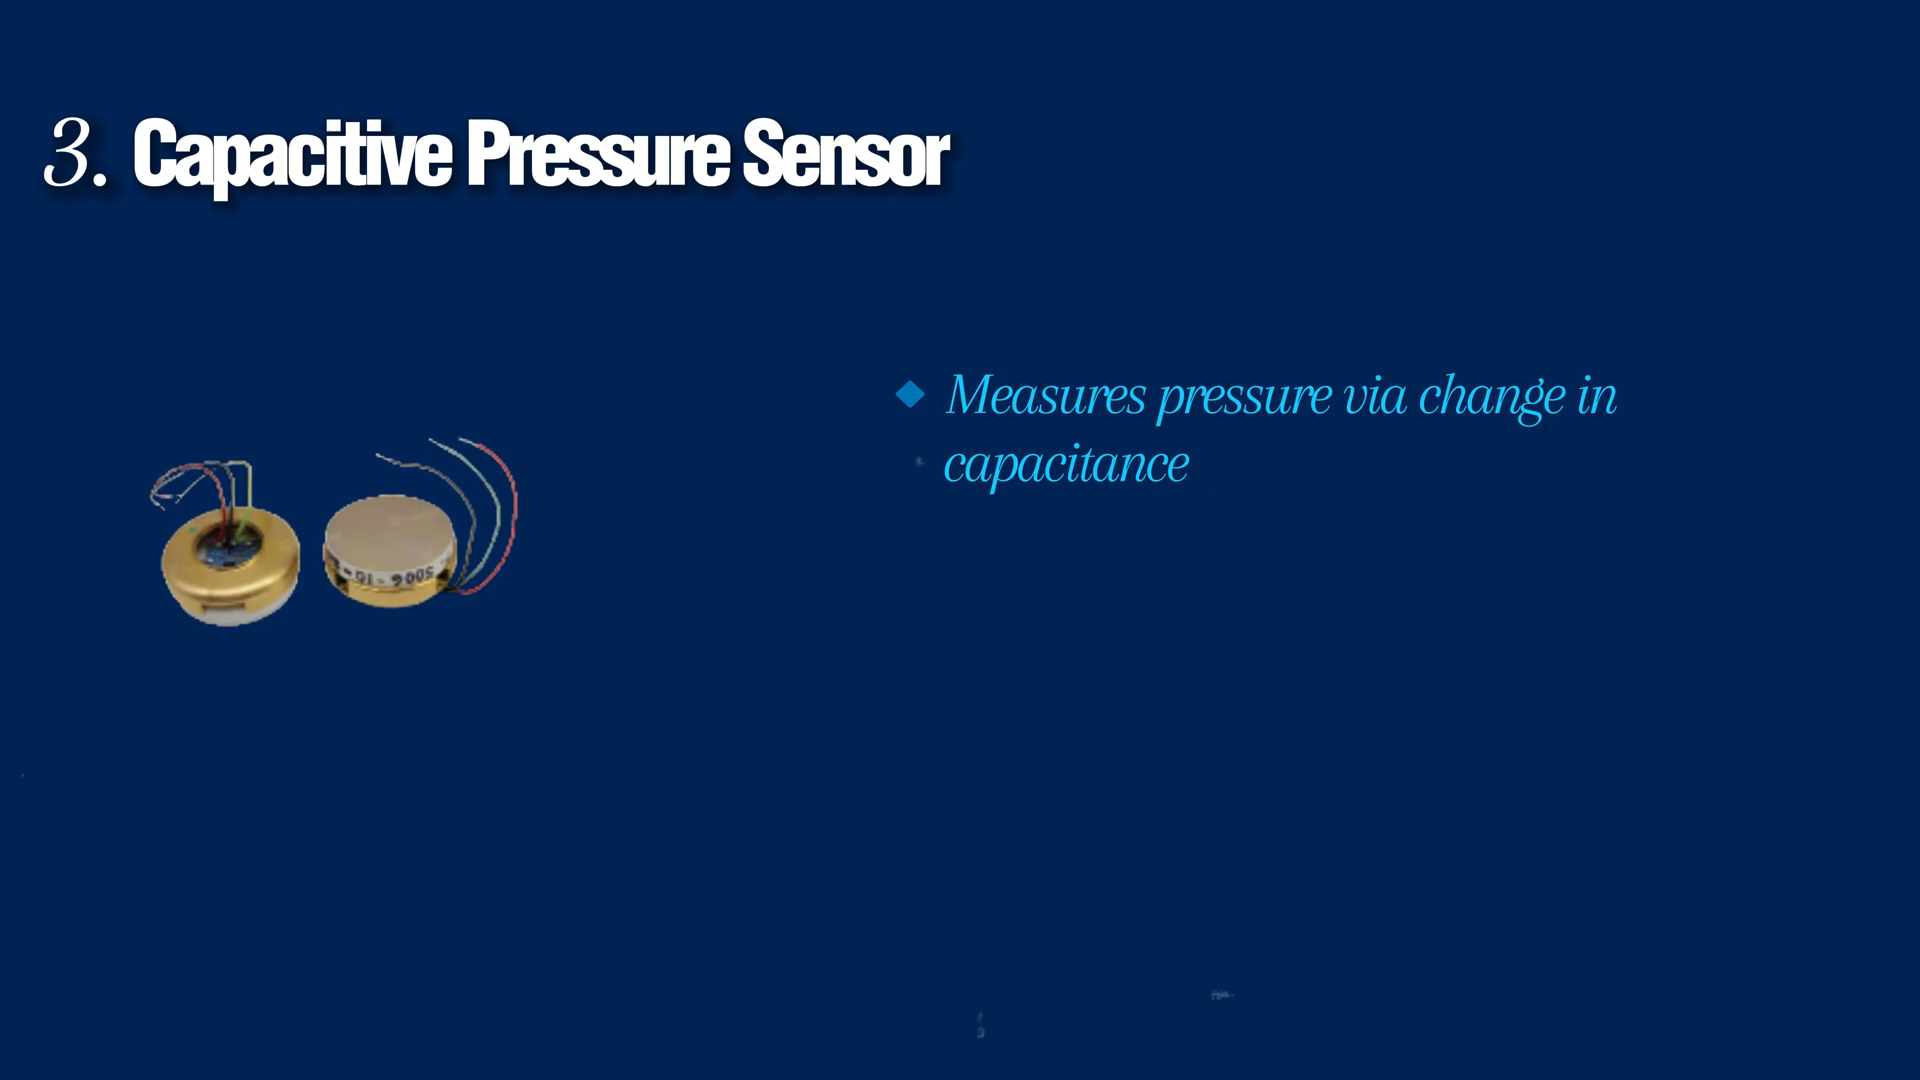 3. Capacitive Pressure Sensor
Measures pressure via change in
capacitance